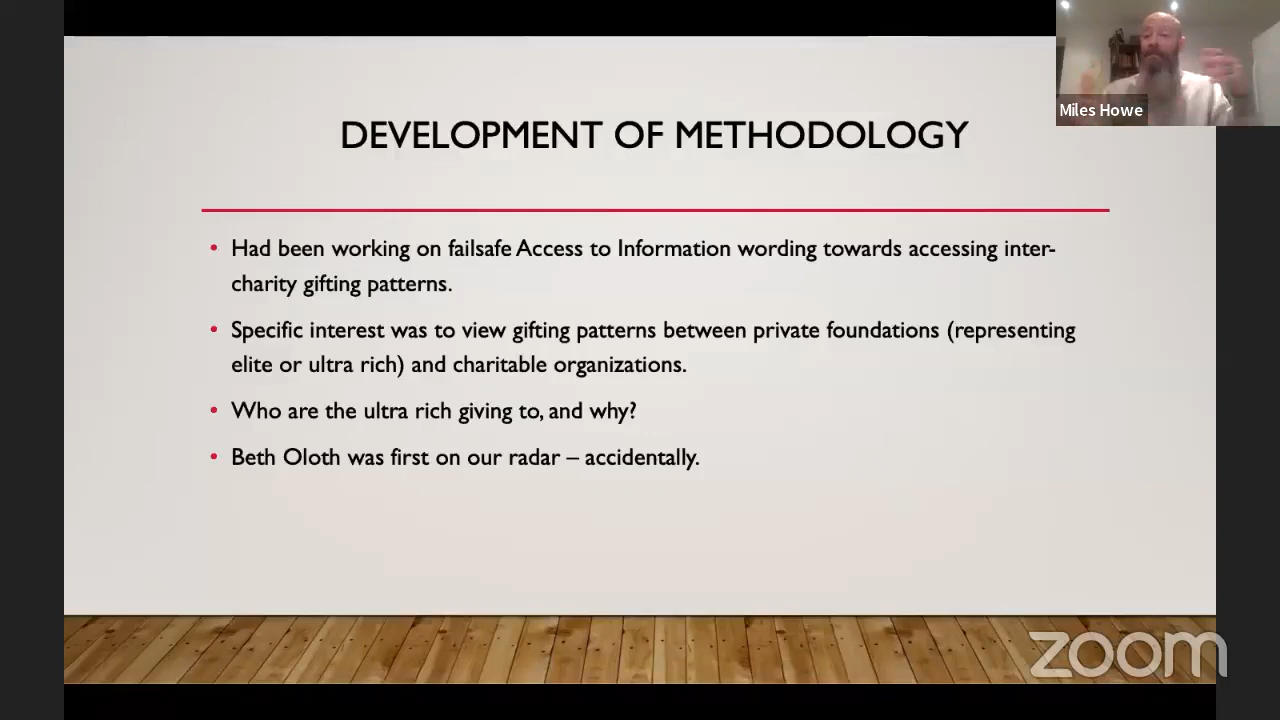 Miles Howe
DEVELOPMENT OF METHODOLOGY
• Had been working on failsafe Access to Information wording towards accessing inter-
charity gifting patterns.
• Specific interest was to view gifting patterns between private foundations (representing
elite or ultra rich) and charitable organizations.
• Who are the ultra rich giving to, and why?
• Beth Oloth was first on our radar – accidentally.
zoom